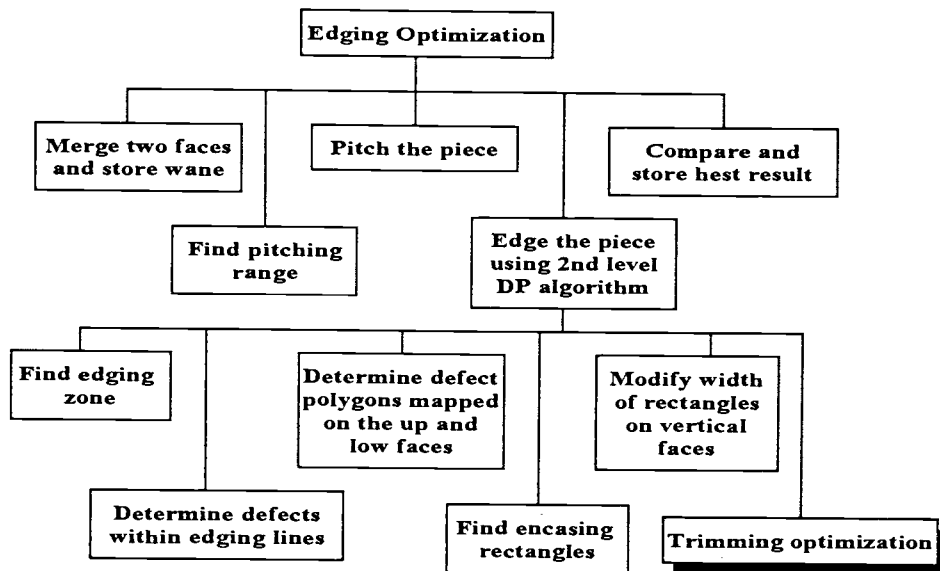 Edging Optimization
Merge two faces
and store wane
Pitch the piece
Compare and
store hest result
Find pitching
range
Edge the piece
using 2nd level
DP algorithm
Find edging
zone
Determine defect
polygons mapped
on the up and
low faces
Modify width
of rectangles
on vertical
faces
Determine defects
within edging lines
Find encasing
rectangles
Trimming optimization